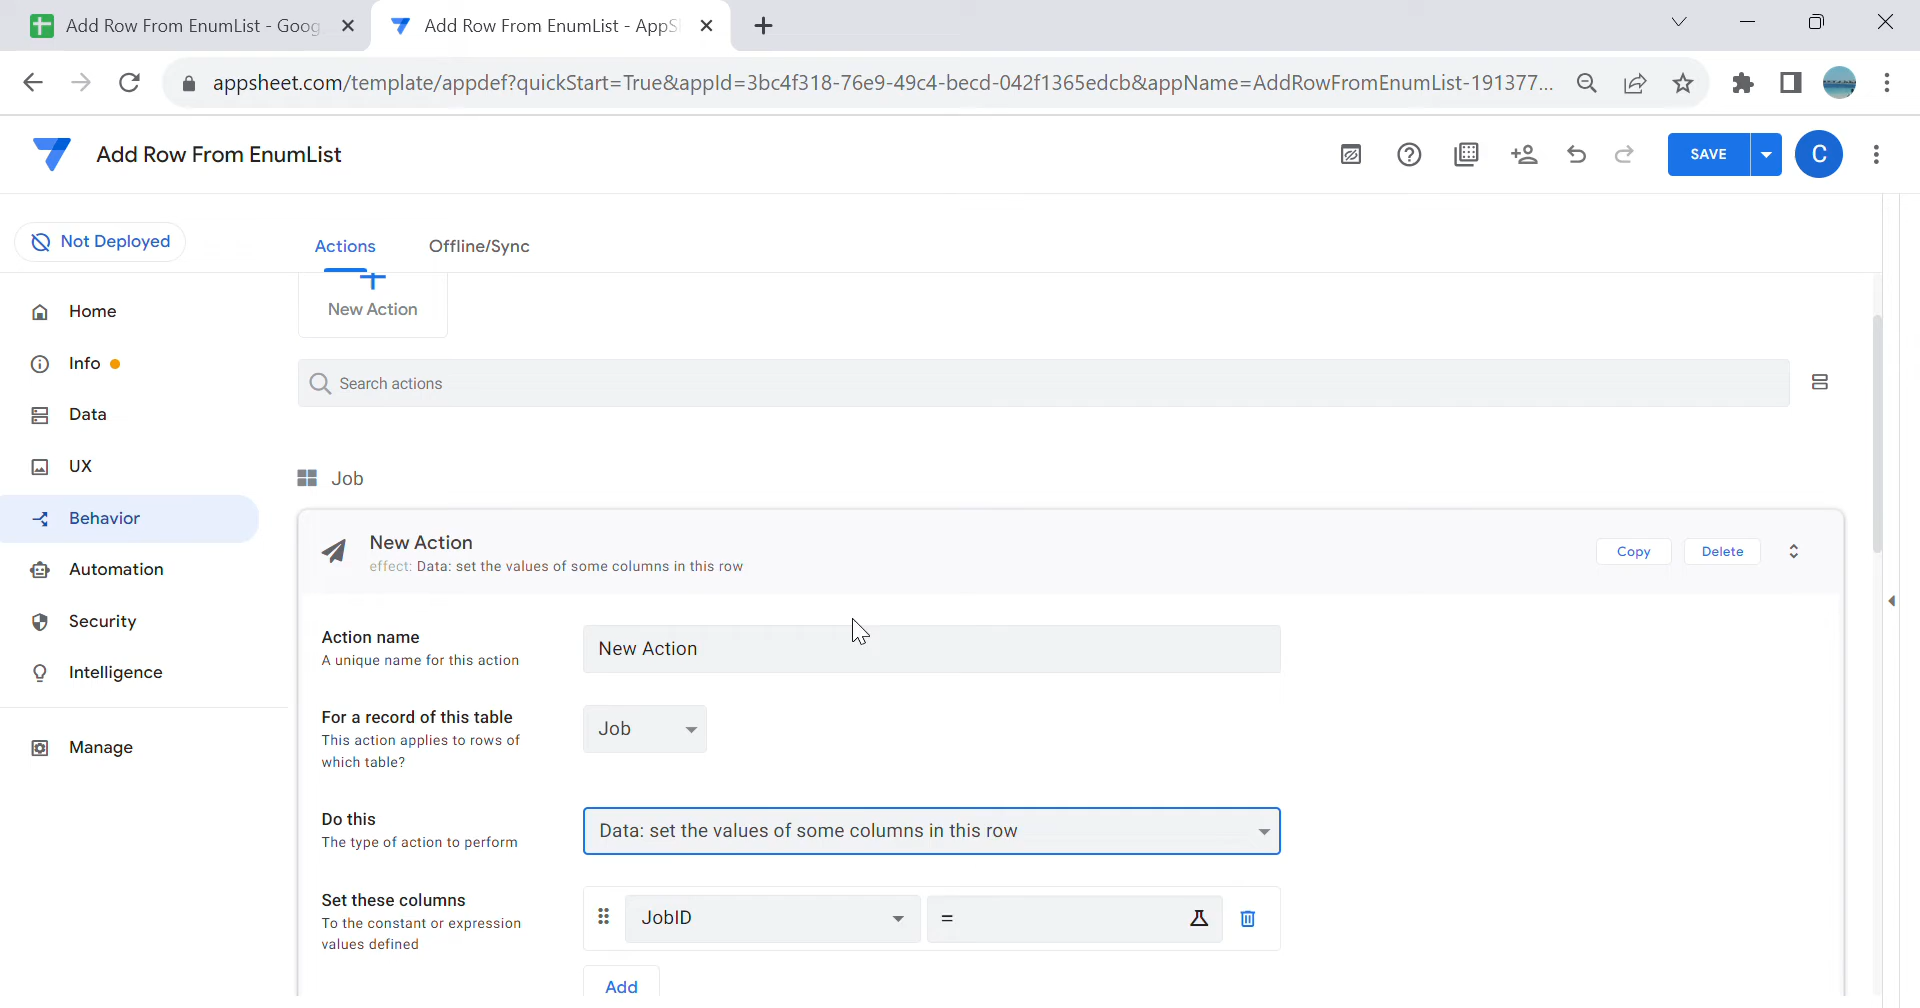 Add Row From EnumList - Goog
Add Row From EnumList - AppS
appsheet.com/template/appdef?quickStart=True&appId=3bc4f318-76e9-49c4-becd-042f1365edcb&appName=AddRowFromEnumList-191377...
Add Row From EnumList
SAVE
C
Not Deployed
Actions
Offline/Sync
Home
Info
Data
UX
Behavior
Automation
Security
Intelligence
Manage
New Action
Search actions
Job
New Action
effect: Data: set the values of some columns in this row
Copy
Delete
Action name
A unique name for this action
New Action
For a record of this table
This action applies to rows of
which table?
Job
Do this
The type of action to perform
Data: set the values of some columns in this row
Set these columns
To the constant or expression
values defined
JobID
=
Add